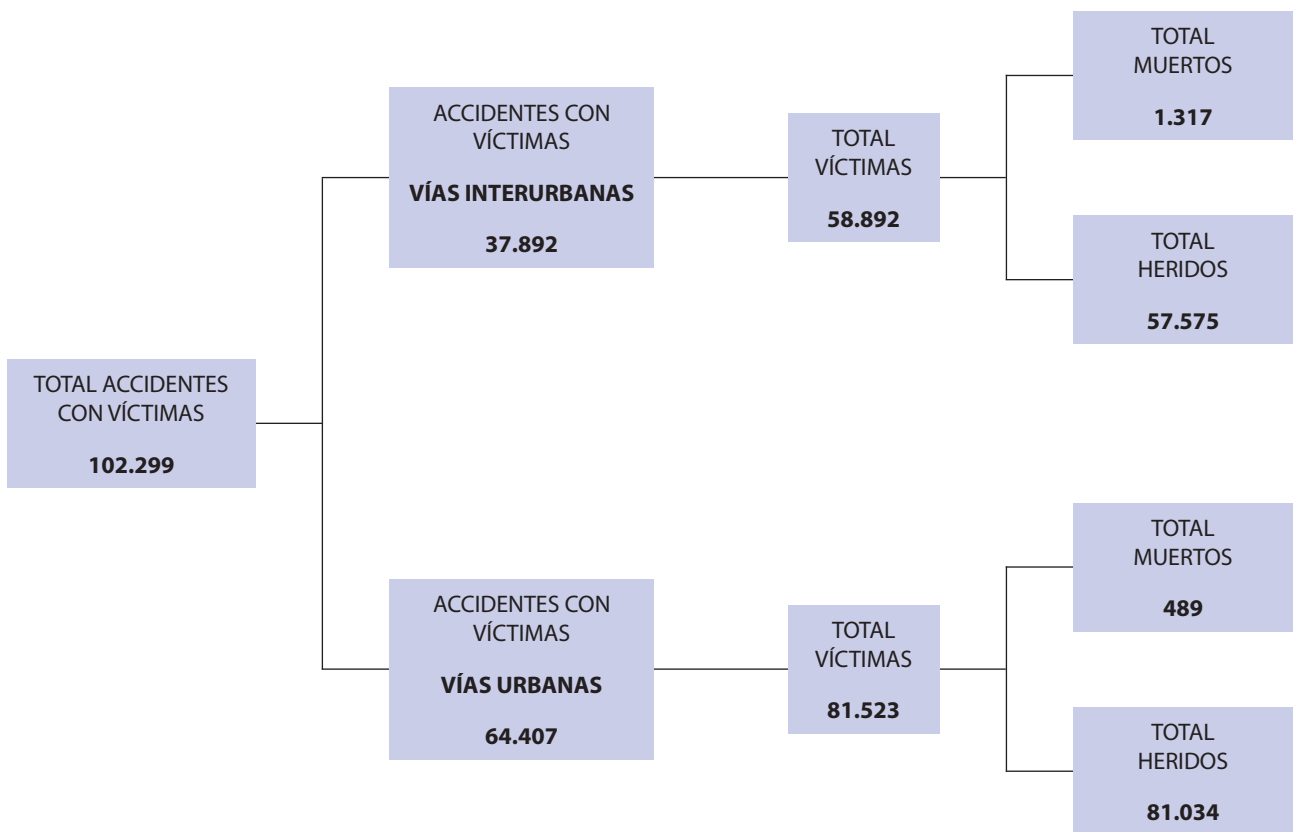 TOTAL ACCIDENTES
CON VÍCTIMAS
102.299
ACCIDENTES CON
VÍCTIMAS
VÍAS INTERURBANAS
37.892
TOTAL
VÍCTIMAS
58.892
TOTAL
MUERTOS
1.317
TOTAL
HERIDOS
57.575
ACCIDENTES CON
VÍCTIMAS
VÍAS URBANAS
64.407
TOTAL
VÍCTIMAS
81.523
TOTAL
MUERTOS
489
TOTAL
HERIDOS
81.034